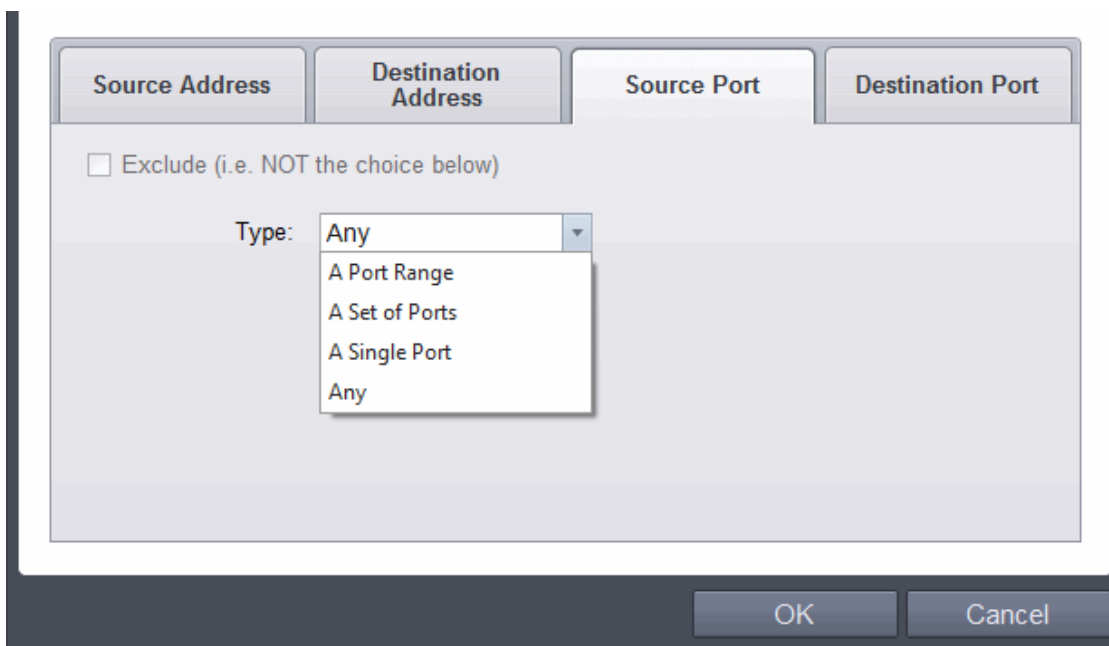 Source Address
Destination
Address
Source Port
Destination Port
Exclude (i.e. NOT the choice below)
Type: Any
A Port Range
A Set of Ports
A Single Port
Any
OK
Cancel